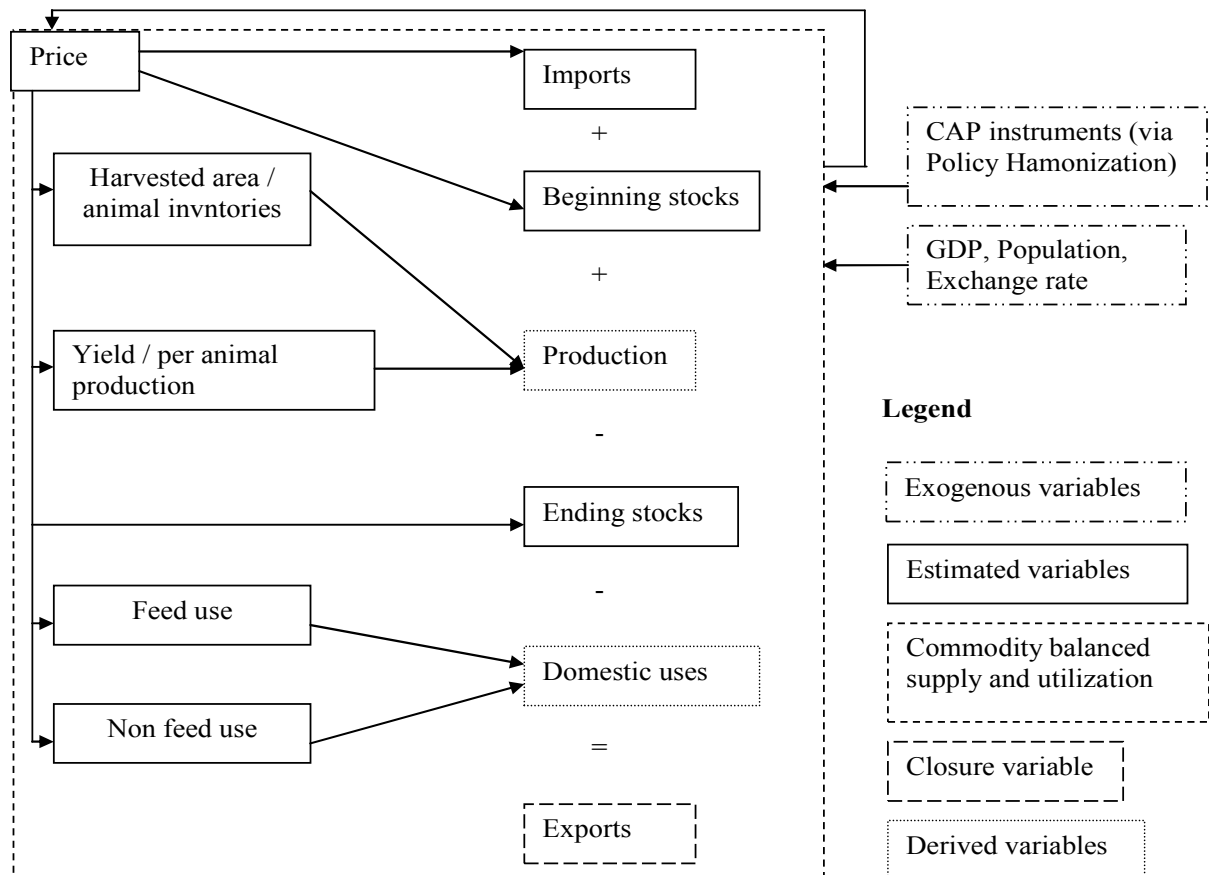 Price
Imports
+
Beginning stocks
+
Harvested area /
animal invntories
Yield / per animal
production
Production
-
Ending stocks
-
Feed use
Non feed use
Domestic uses
=
Exports
CAP instruments (via
Policy Hamonization)
GDP, Population,
Exchange rate
Legend
Exogenous variables
Estimated variables
Commodity balanced
supply and utilization
Closure variable
Derived variables